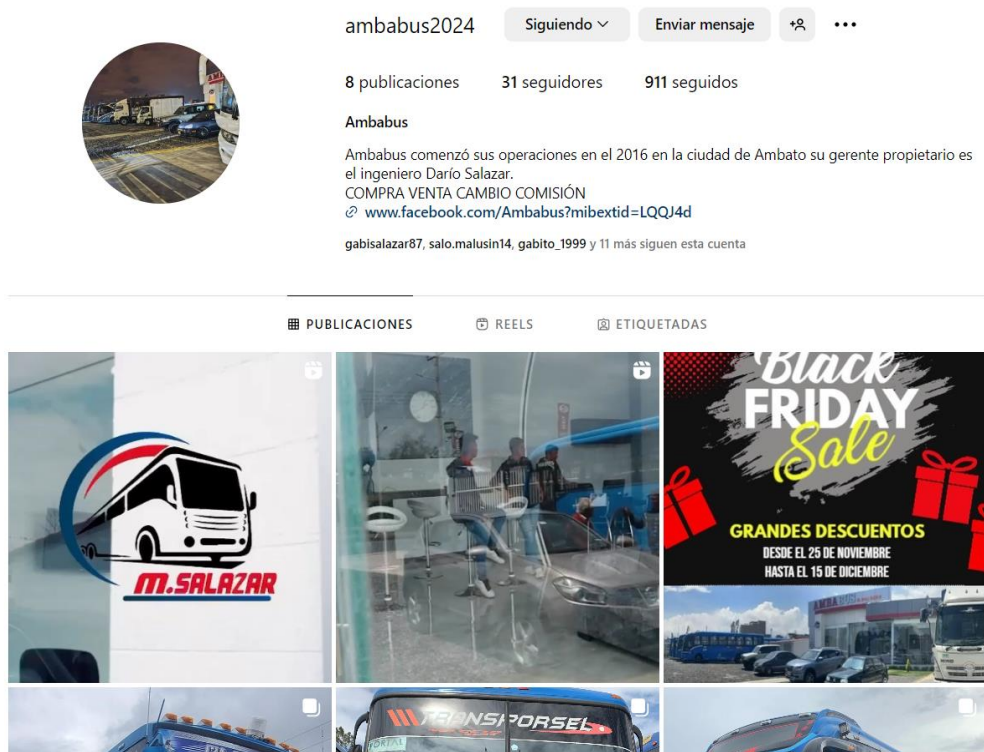 ambabus2024 Siguiendo Enviar mensaje
8 publicaciones 31 seguidores 911 seguidos
Ambabus
Ambabus comenzó sus operaciones en el 2016 en la ciudad de Ambato su gerente propietario es
el ingeniero Darío Salazar.
COMPRA VENTA CAMBIO COMISIÓN
www.facebook.com/Ambabus?mibextid=LQQJ4d
gabisalazar87, salo.malusin14, gabito_1999 y 11 más siguen esta cuenta
PUBLICACIONES REELS ETIQUETADAS
M.SALAZAR
Black
FRIDAY
Sale
GRANDES DESCUENTOS
DESDE EL 25 DE NOVIEMBRE
HASTA EL 15 DE DICIEMBRE
AMBA
TRANSPORSEL
PORTAL